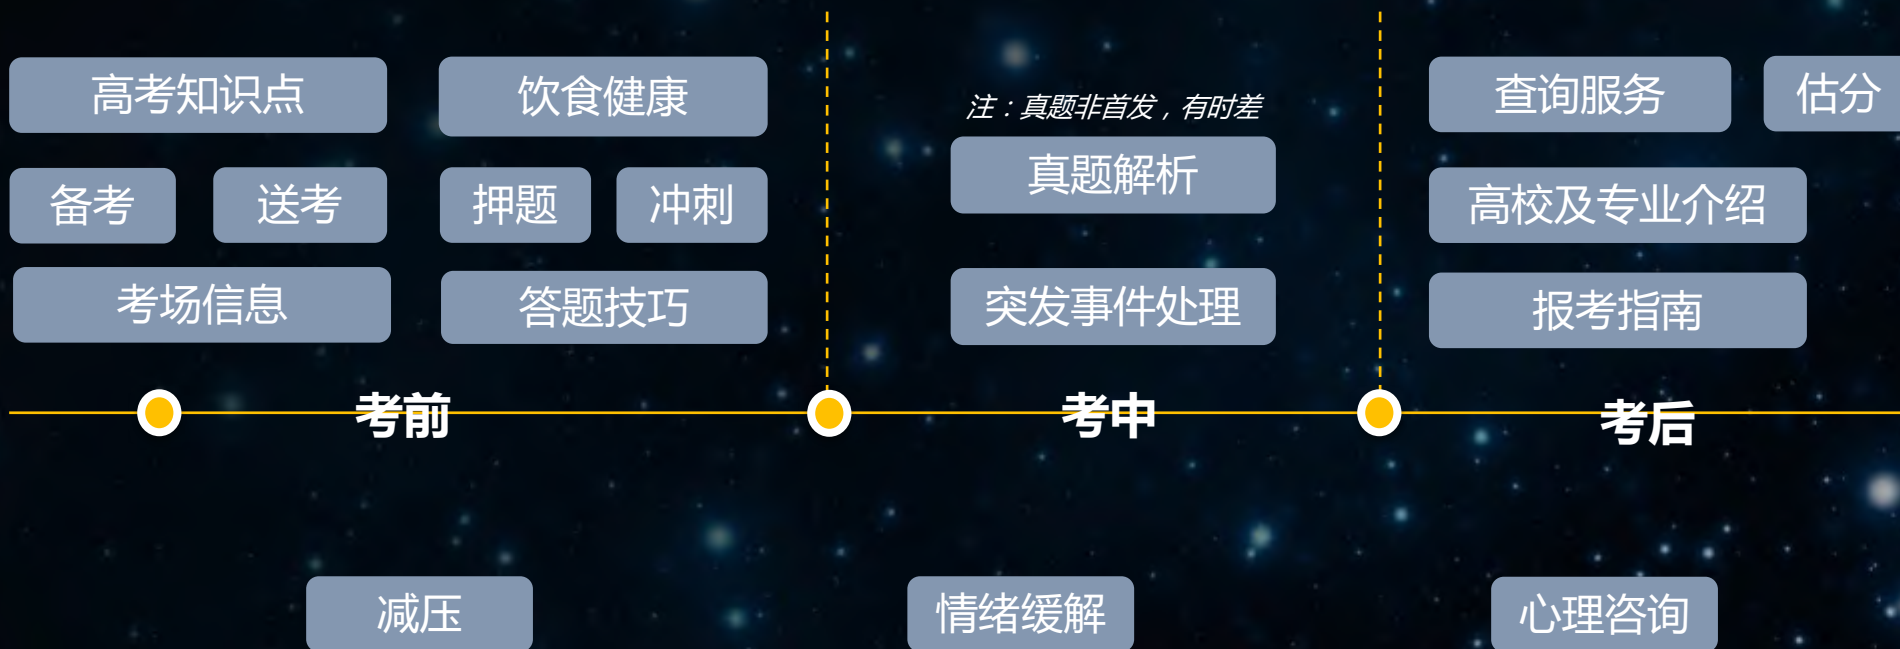 高考知识点
饮食健康
备考
送考
押题
冲刺
考场信息
答题技巧
考前
注：真题非首发，有时差
真题解析
突发事件处理
考中
查询服务
估分
高校及专业介绍
报考指南
考后
减压
情绪缓解
心理咨询